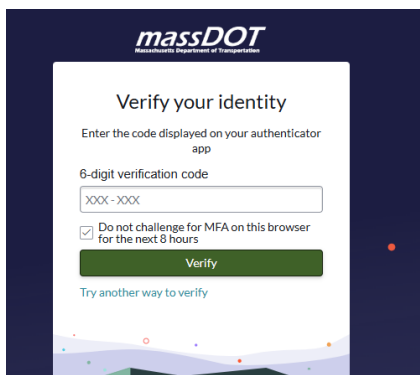 massDOT
Massachusetts Department of Transportation
Verify your identity
Enter the code displayed on your authenticator
app
6-digit verification code
XXX - XXX
Do not challenge for MFA on this browser
for the next 8 hours
Verify
Try another way to verify